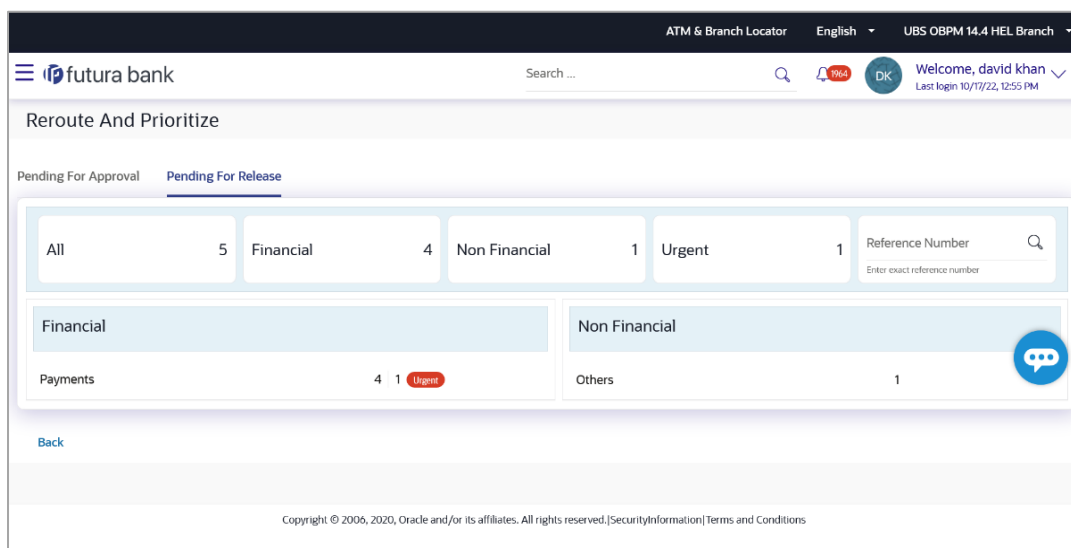 ATM & Branch Locator English UBS OBPM 14.4 HEL Branch
futura bank Search ... 1964 DK Welcome, david khan
Last login 10/17/22, 12:55 PM
Reroute And Prioritize
Pending For Approval Pending For Release
All 5 Financial 4 Non Financial 1 Urgent 1 Reference Number
Enter exact reference number
Financial Non Financial
Payments 4 1 Urgent Others 1
Back
Copyright © 2006, 2020, Oracle and/or its affiliates. All rights reserved.|SecurityInformation|Terms and Conditions